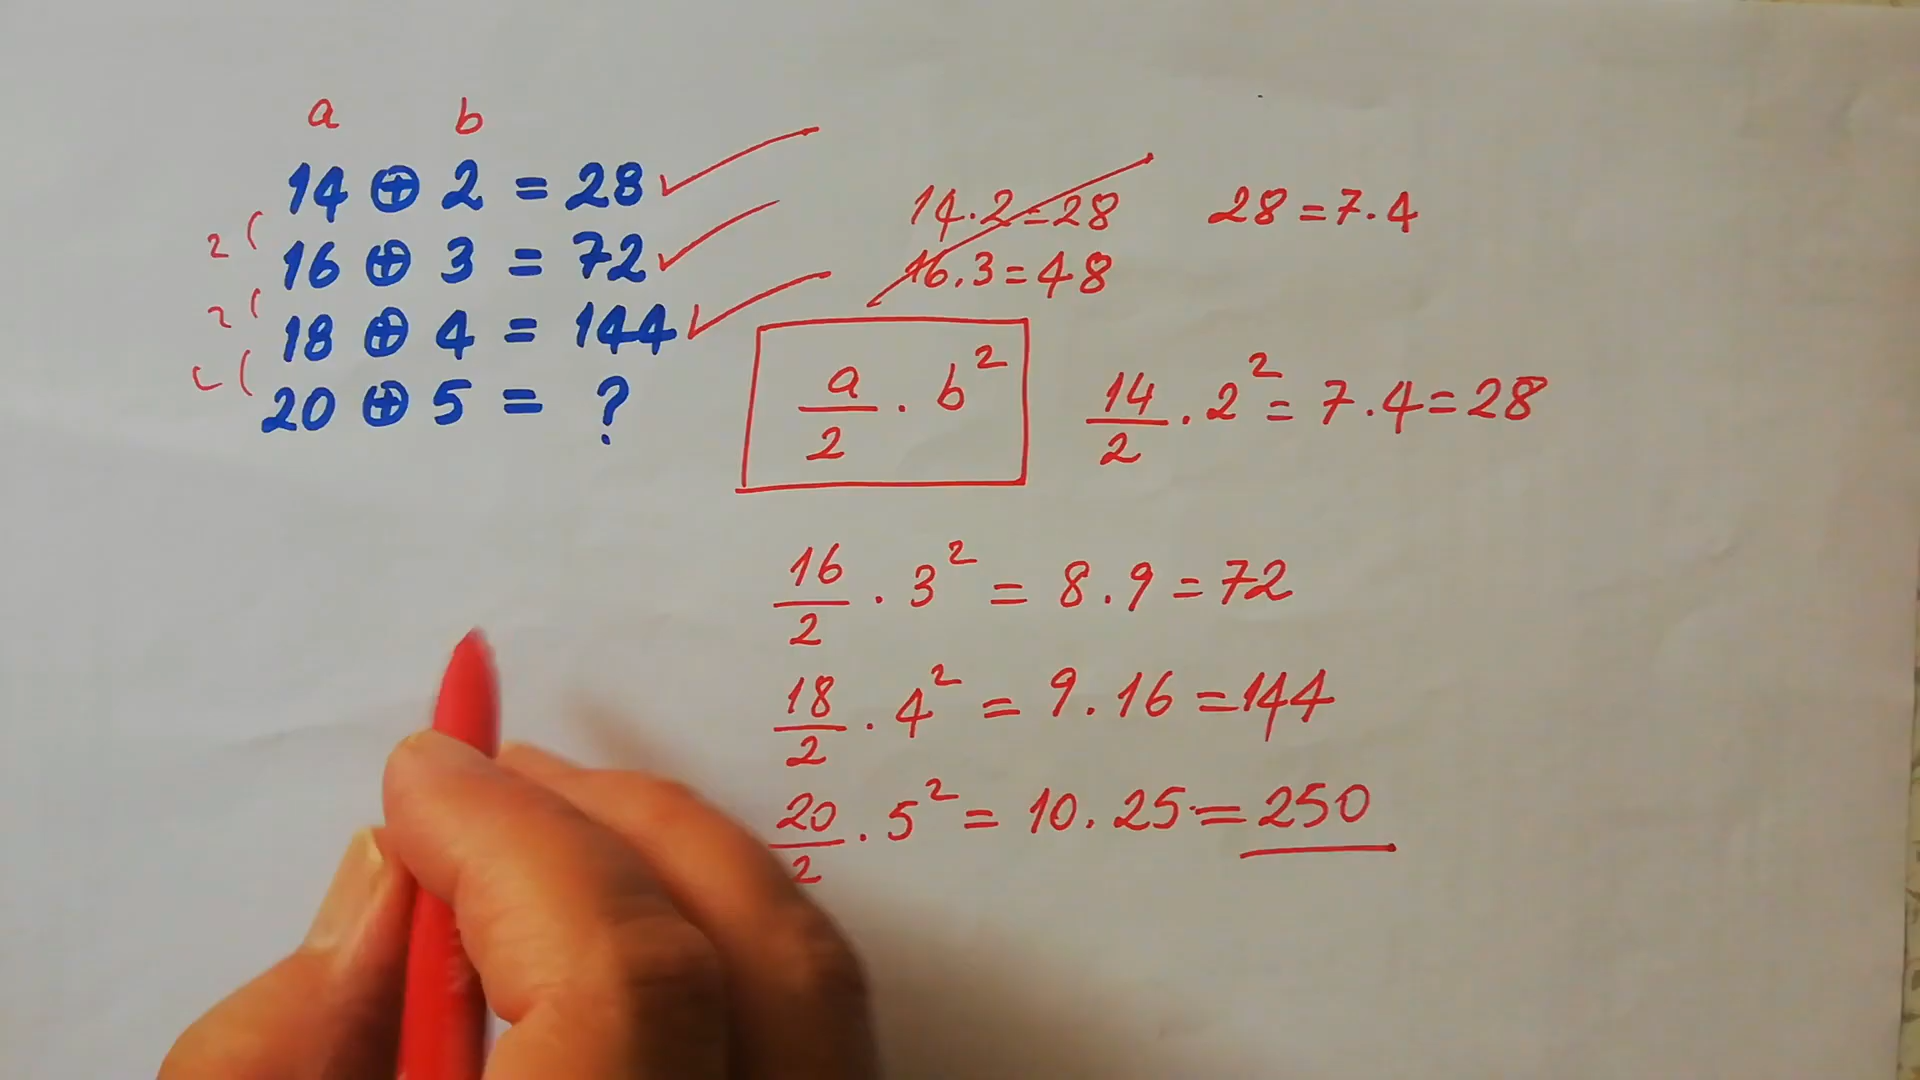 a b
14 ⊕ 2 = 28
2
16 ⊕ 3 = 72
2
18 ⊕ 4 = 144
20 ⊕ 5 = ?
14.2=28
16.3=48
28=7.4
a/2 . b²
14/2 . 2² = 7.4=28
16/2 . 3² = 8.9=72
18/2 . 4² = 9.16=144
20/2 . 5² = 10.25=250